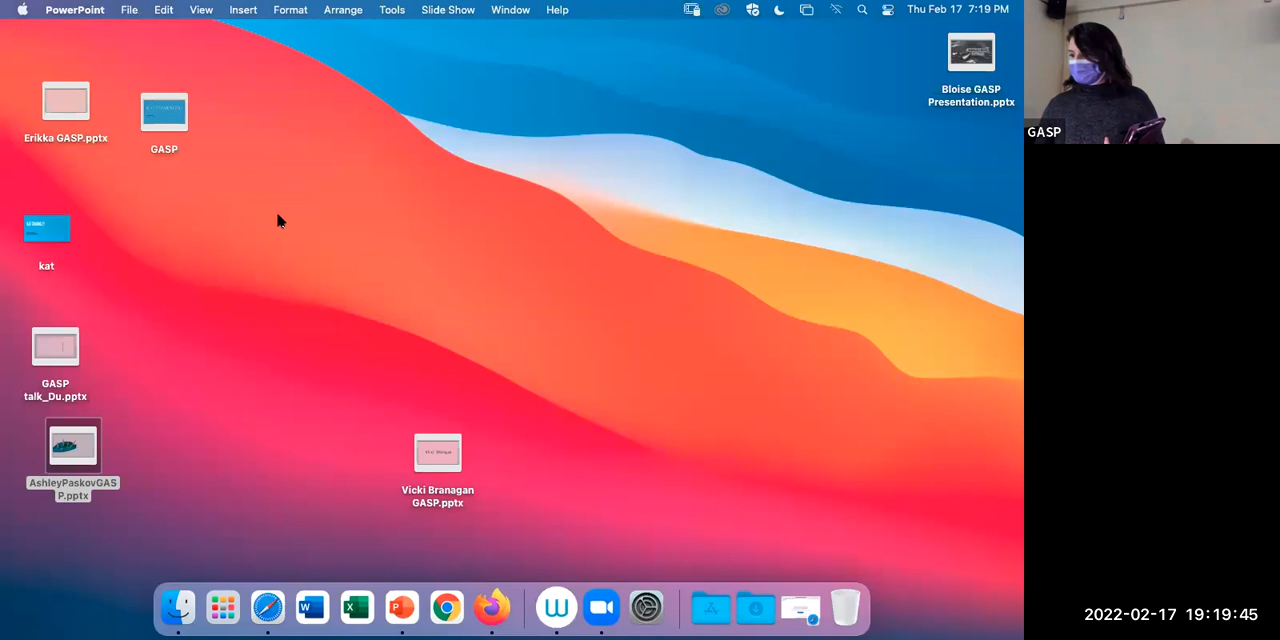 PowerPoint File Edit View Insert Format Arrange Tools Slide Show Window Help Thu Feb 17 7:19 PM
Bloise GASP
Presentation.pptx
Erikka GASP.pptx
GASP
GASP
kat
GASP
talk_Du.pptx
AshleyPaskovGAS
P.pptx
Vicki Branagan
GASP.pptx
W
X
P
W
2022-02-17 19:19:45